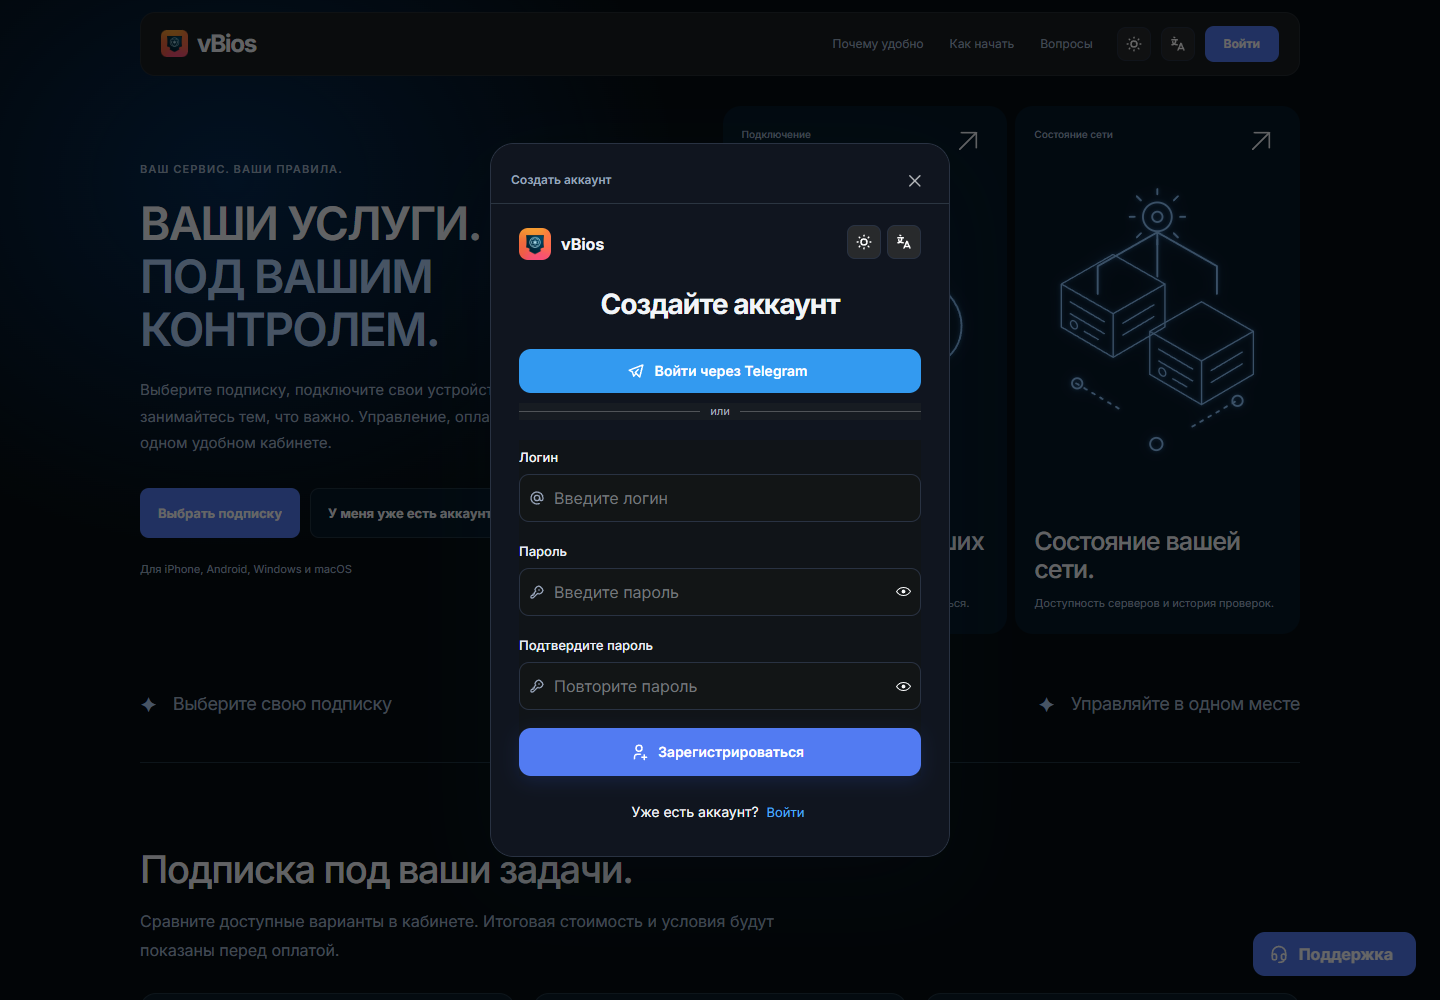 vBios
Почему удобно
Как начать
Вопросы
Войти
ВАШ СЕРВИС. ВАШИ ПРАВИЛА.
ВАШИ УСЛУГИ.
ПОД ВАШИМ
КОНТРОЛЕМ.
Выберите подписку, подключите свои
занимайтесь тем, что важно. Управление,
одном удобном кабинете.
Выбрать подписку
У меня уже есть аккаунт
Для iPhone, Android, Windows и macOS
Подключение
Состояние сети
Состояние вашей
сети.
Доступность серверов и история проверок.
Создать аккаунт
vBios
Создайте аккаунт
Войти через Telegram
или
Логин
Введите логин
Пароль
Введите пароль
Подтвердите пароль
Повторите пароль
Зарегистрироваться
Уже есть аккаунт? Войти
Выберите свою подписку
Управляйте в одном месте
Подписка под ваши задачи.
Сравните доступные варианты в кабинете. Итоговая стоимость и условия будут
показаны перед оплатой.
Поддержка